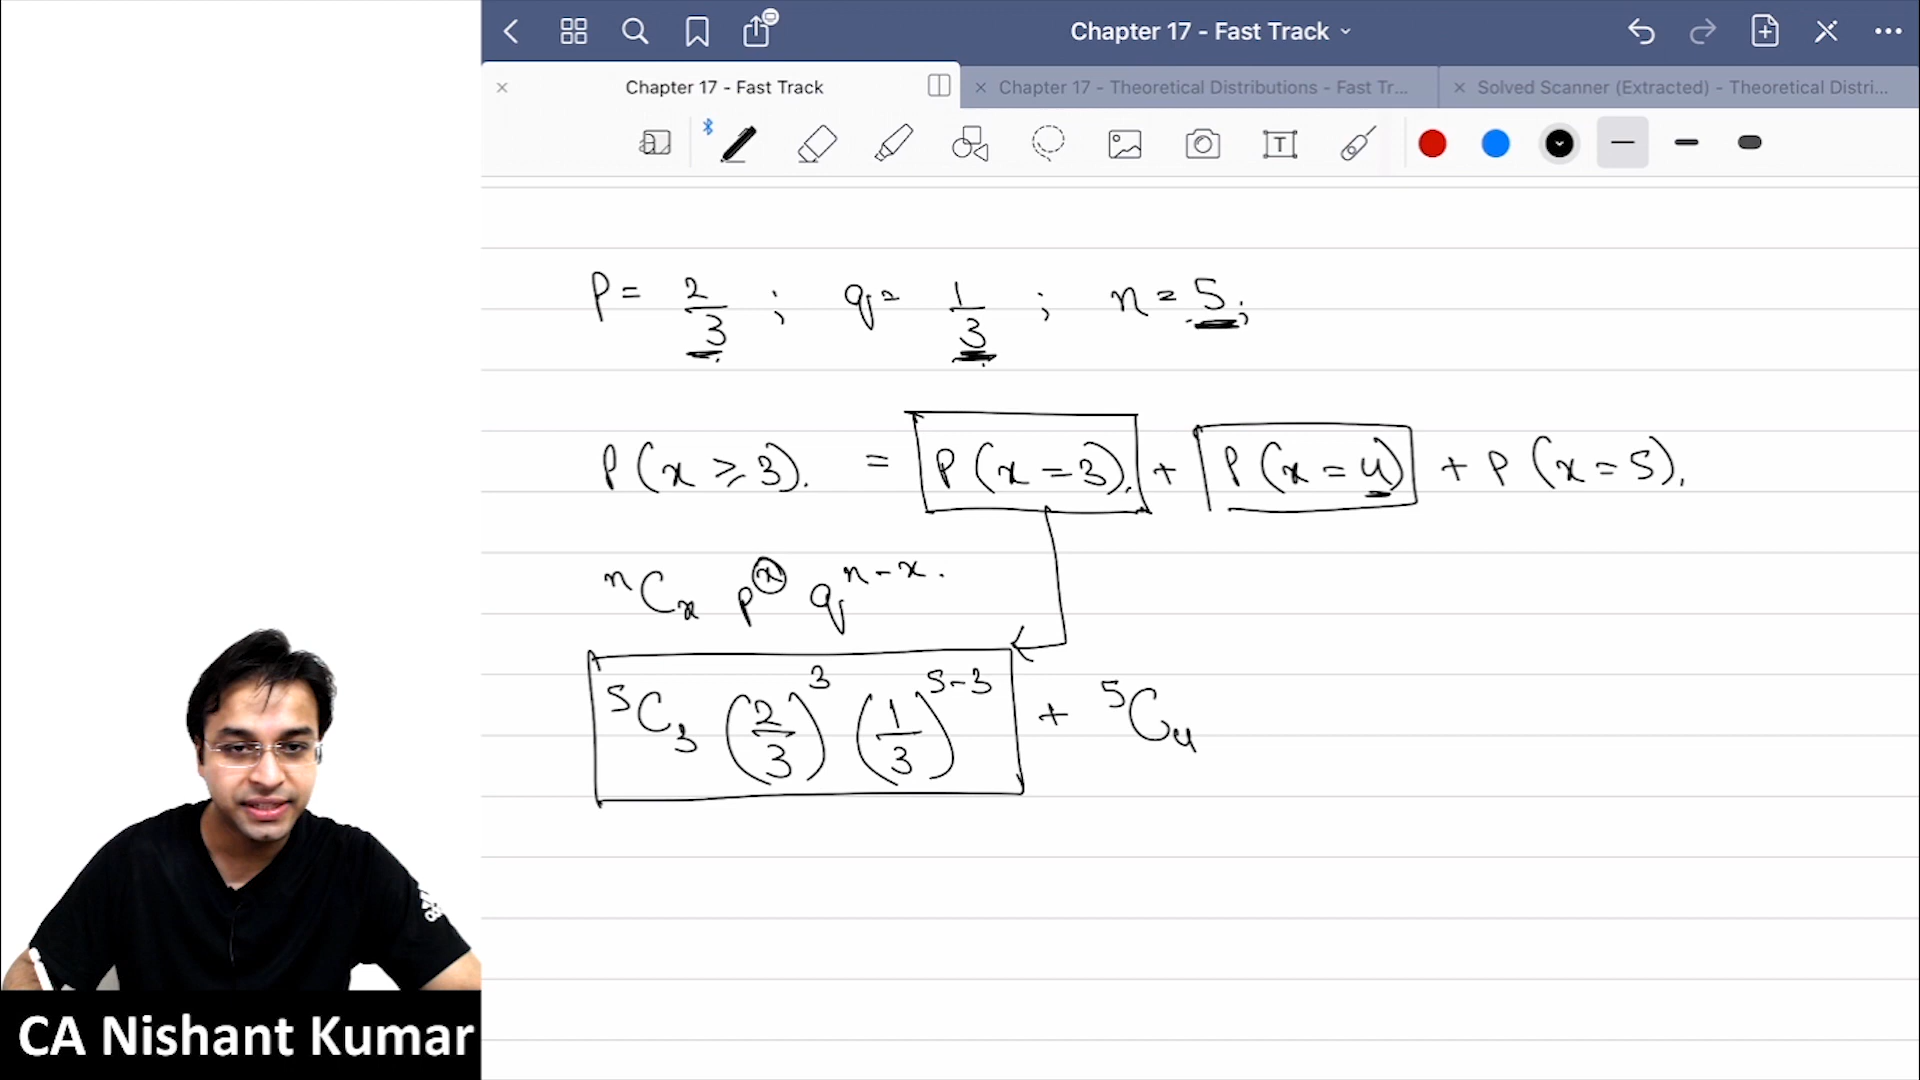 Chapter 17 - Fast Track
Chapter 17 - Fast Track
Chapter 17 - Theoretical Distributions - Fast Tr...
Solved Scanner (Extracted) - Theoretical Distri...
p = 2/3 ; q = 1/3 ; n = 5;
P(x ≥ 3). = P(x = 3). + P(x = 4) + P(x = 5).
ⁿCₓ pˣ qⁿ⁻ˣ.
⁵C₃ (2/3)³ (1/3)⁵⁻³ + ⁵C₄
CA Nishant Kumar